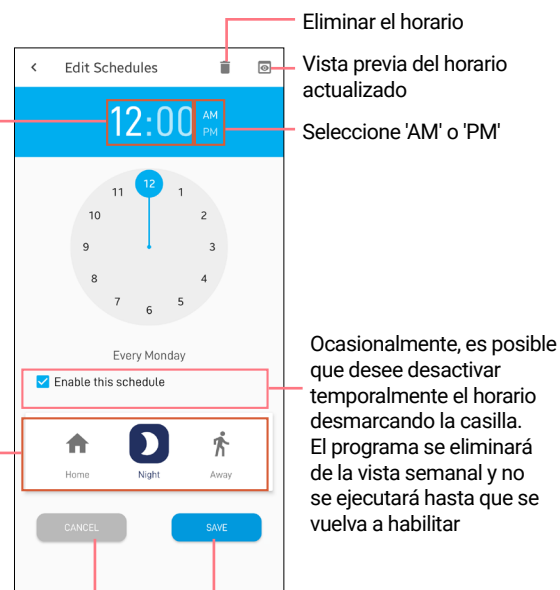 Eliminar el horario
Edit Schedules
Vista previa del horario
actualizado
12:00
AM
PM
Seleccione 'AM' o 'PM'
12
11
1
10
2
9
3
8
4
7
5
6
Every Monday
Enable this schedule
Ocasionalmente, es posible
que desee desactivar
temporalmente el horario
desmarcando la casilla.
El programa se eliminará
de la vista semanal y no
se ejecutará hasta que se
vuelva a habilitar
Home
Night
Away
CANCEL
SAVE